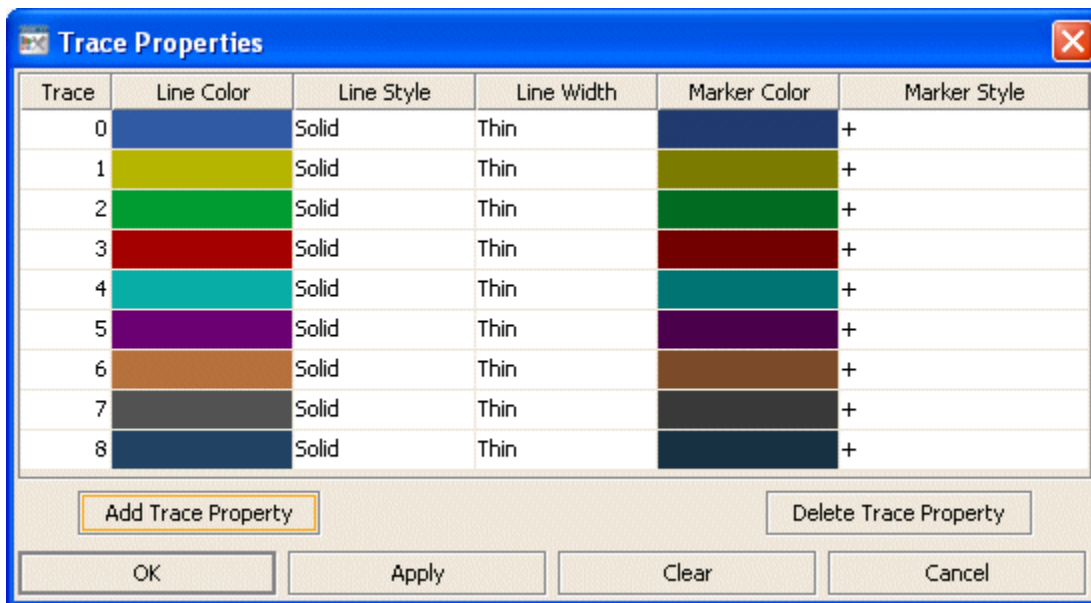 Trace Properties
Trace Line Color Line Style Line Width Marker Color Marker Style
0 Solid Thin +
1 Solid Thin +
2 Solid Thin +
3 Solid Thin +
4 Solid Thin +
5 Solid Thin +
6 Solid Thin +
7 Solid Thin +
8 Solid Thin +
Add Trace Property Delete Trace Property
OK Apply Clear Cancel